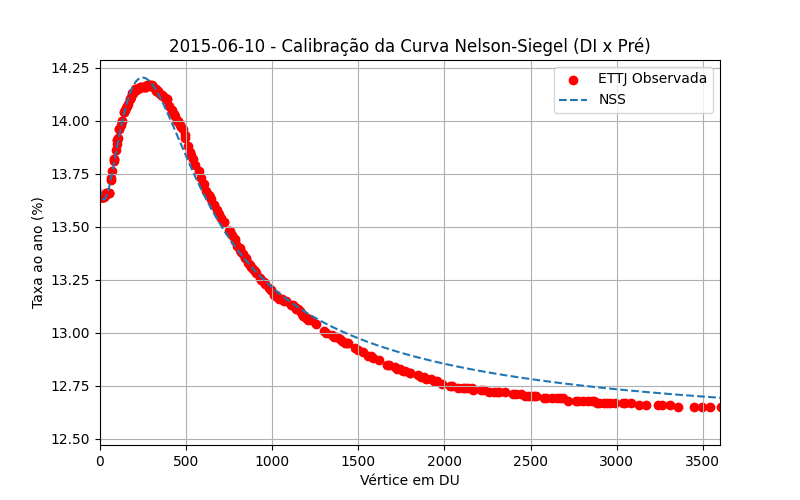 2015-06-10 - Calibração da Curva Nelson-Siegel (DI x Pré)
ETTJ Observada
NSS
Taxa ao ano (%)
14.25
14.00
13.75
13.50
13.25
13.00
12.75
12.50
0 500 1000 1500 2000 2500 3000 3500
Vértice em DU